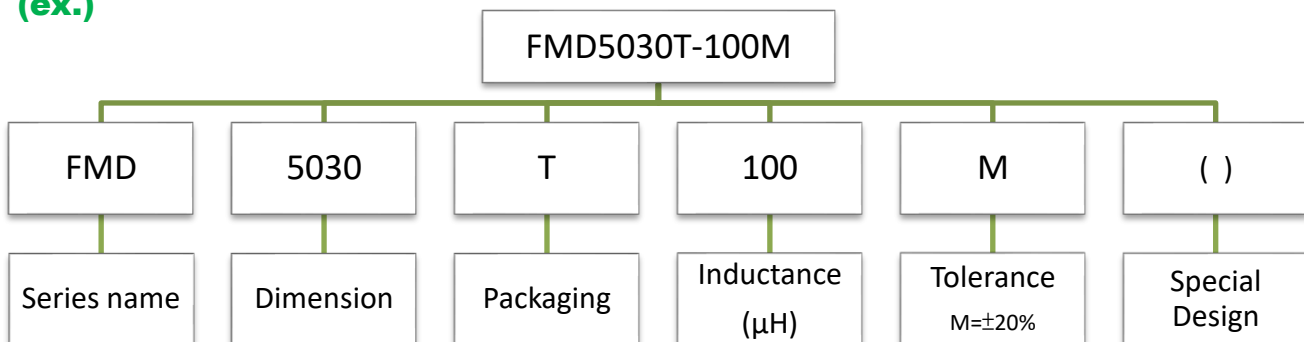 (ex.)
FMD5030T-100M
FMD
5030
T
100
M
( )
Series name
Dimension
Packaging
Inductance
(μH)
Tolerance
M=±20%
Special
Design